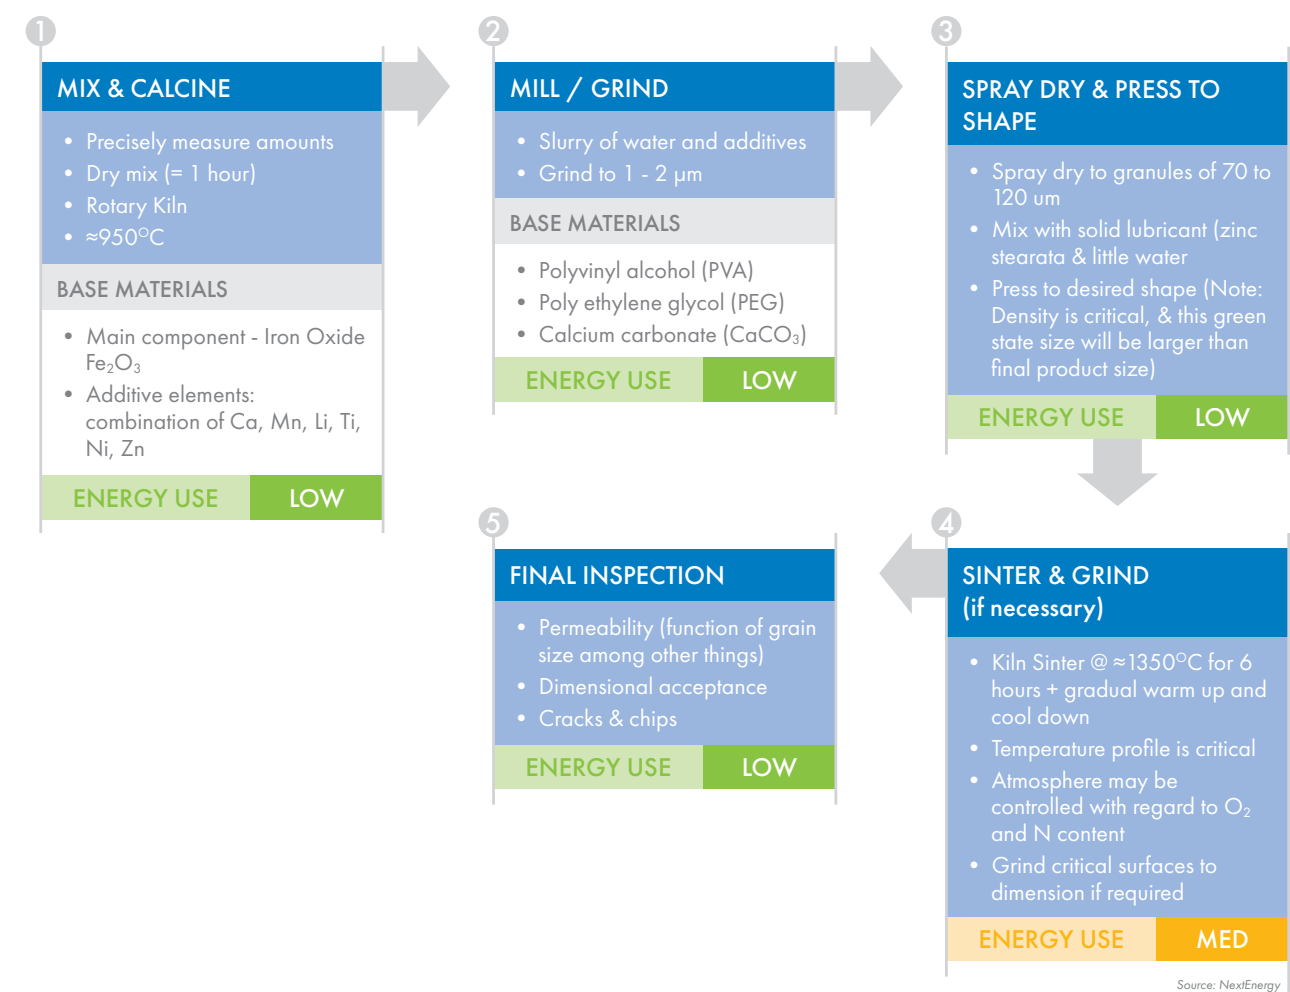 1
MIX & CALCINE
• Precisely measure amounts
• Dry mix (= 1 hour)
• Rotary Kiln
• ≈950°C
BASE MATERIALS
• Main component - Iron Oxide
Fe₂O₃
• Additive elements:
combination of Ca, Mn, Li, Ti,
Ni, Zn
ENERGY USE LOW
2
MILL / GRIND
• Slurry of water and additives
• Grind to 1 - 2 µm
BASE MATERIALS
• Polyvinyl alcohol (PVA)
• Poly ethylene glycol (PEG)
• Calcium carbonate (CaCO₃)
ENERGY USE LOW
3
SPRAY DRY & PRESS TO
SHAPE
• Spray dry to granules of 70 to
120 um
• Mix with solid lubricant (zinc
stearata & little water
• Press to desired shape (Note:
Density is critical, & this green
state size will be larger than
final product size)
ENERGY USE LOW
4
SINTER & GRIND
(if necessary)
• Kiln Sinter @ ≈1350°C for 6
hours + gradual warm up and
cool down
• Temperature profile is critical
• Atmosphere may be
controlled with regard to O₂
and N content
• Grind critical surfaces to
dimension if required
ENERGY USE MED
5
FINAL INSPECTION
• Permeability (function of grain
size among other things)
• Dimensional acceptance
• Cracks & chips
ENERGY USE LOW
Source: NextEnergy